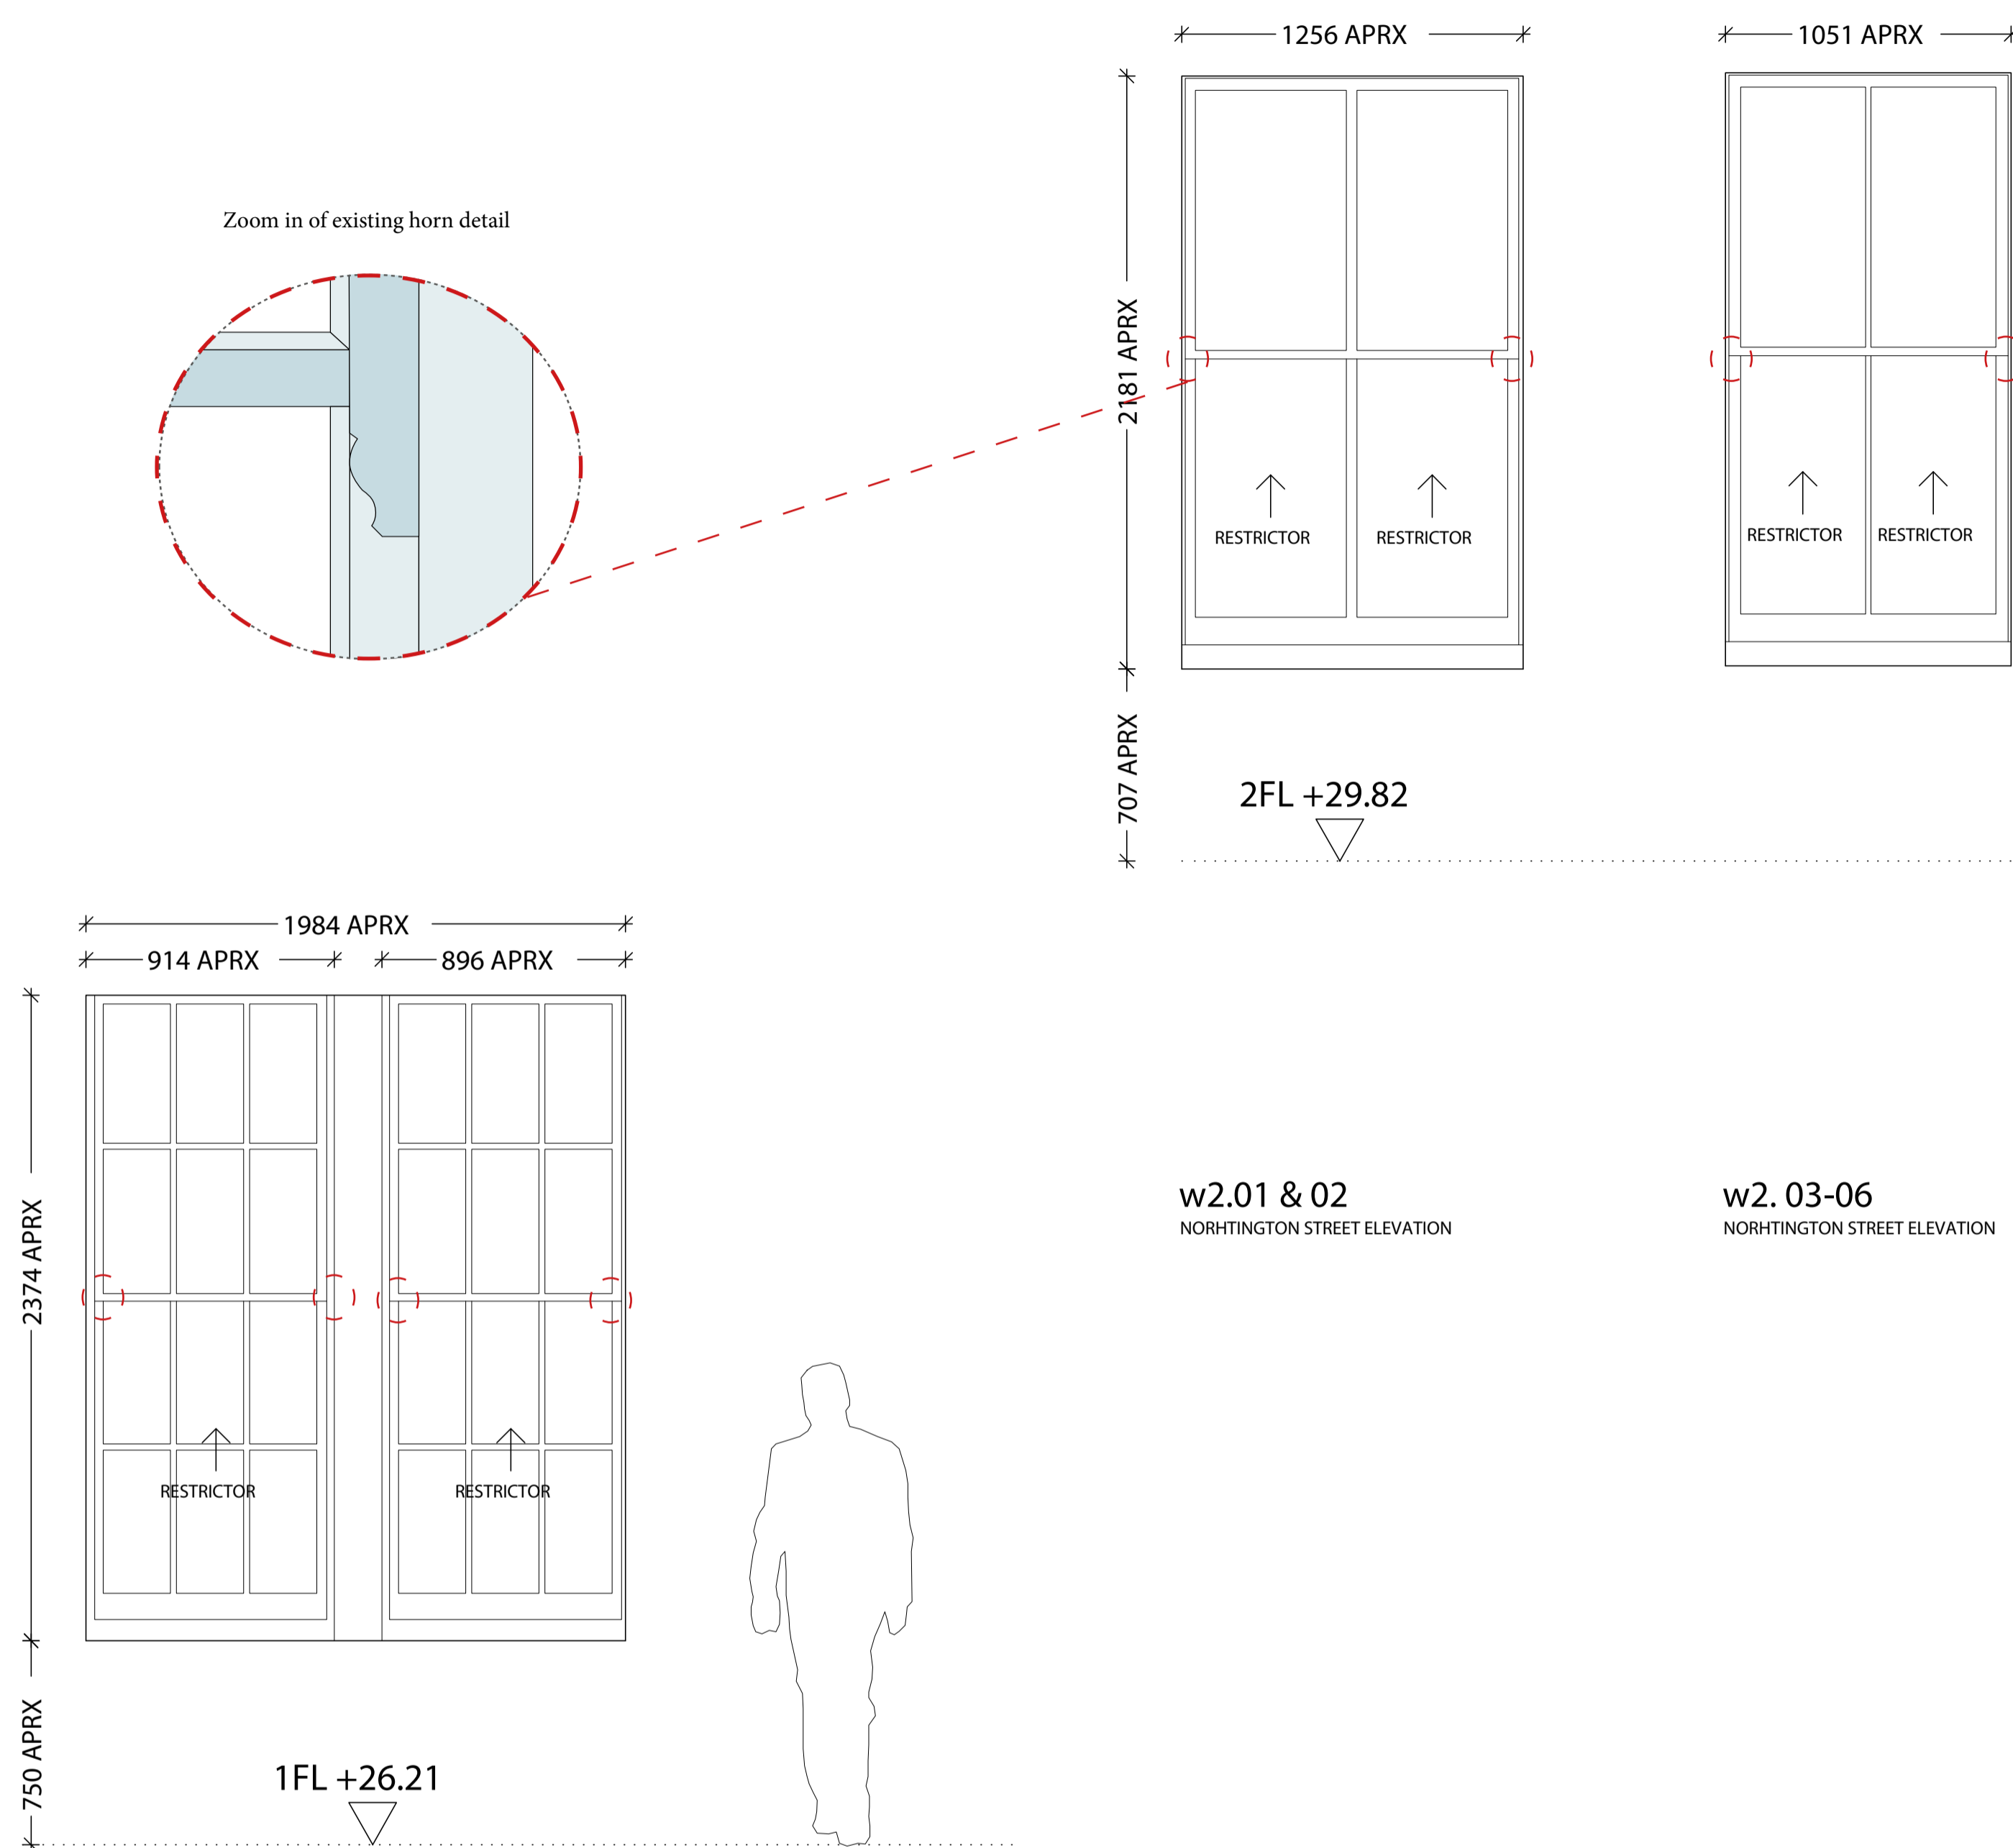 1256 APRX
1051 APRX
Zoom in of existing horn detail
2181 APRX
RESTRICTOR
RESTRICTOR
RESTRICTOR
RESTRICTOR
707 APRX
2FL +29.82
1984 APRX
914 APRX
896 APRX
2374 APRX
w2.01 & 02
NORHTINGTON STREET ELEVATION
w2. 03-06
NORHTINGTON STREET ELEVATION
RESTRICTOR
RESTRICTOR
750 APRX
1FL +26.21